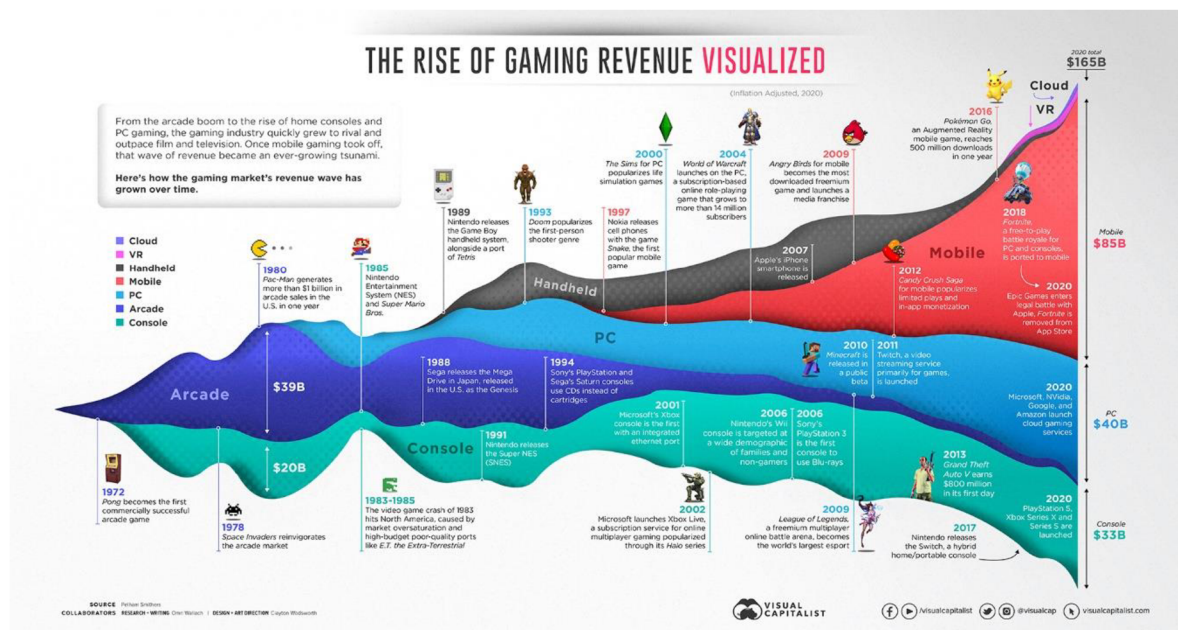 THE RISE OF GAMING REVENUE VISUALIZED
(Inflation Adjusted, 2020)
2020 total
$165B
From the arcade boom to the rise of home consoles and
PC gaming, the gaming industry quickly grew to rival and
outpace film and television. Once mobile gaming took off,
that wave of revenue became an ever-growing tsunami.
Here's how the gaming market's revenue wave has
grown over time.
Cloud
VR
Handheld
Mobile
PC
Arcade
Console
1980
Pac-Man generates
more than $1 billion in
arcade sales in the
U.S. in one year
1985
Nintendo
Entertainment
System (NES)
and Super Mario
Bros.
1989
Nintendo releases
the Game Boy
handheld system,
alongside a port
of Tetris
1993
Doom popularizes
the first-person
shooter genre
1997
Nokia releases
cell phones
with the game
Snake, the first
popular mobile
game
2000
The Sims for PC
popularizes life
simulation games
2004
World of Warcraft
launches on the PC,
a subscription-based
online role-playing
game that grows to
more than 14 million
subscribers
2009
Angry Birds for mobile
becomes the most
downloaded freemium
game and launches a
media franchise
2016
Pokémon Go,
an Augmented Reality
mobile game, reaches
500 million downloads
in one year
Cloud
VR
2007
Apple's iPhone
smartphone is
released
Mobile
2018
Fortnite,
a free-to-play
battle royale for
PC and consoles,
is ported to mobile
2012
Candy Crush Saga
for mobile popularizes
limited plays and
in-app monetization
2020
Epic Games enters
legal battle with
Apple, Fortnite is
removed from
App Store
Mobile
$85B
Handheld
PC
Arcade
$39B
$20B
Console
1988
Sega releases the Mega
Drive in Japan, released
in the U.S. as the Genesis
1994
Sony's PlayStation and
Sega's Saturn consoles
use CDs instead of
cartridges
2010
Minecraft is
released in
a public
beta
2011
Twitch, a video
streaming service
primarily for games,
is launched
2020
Microsoft, NVidia,
Google, and
Amazon launch
cloud gaming
services
PC
$40B
1991
Nintendo releases
the Super NES
(SNES)
2001
Microsoft's Xbox
console is the first
with an integrated
ethernet port
2006
Nintendo's Wii
console is targeted at
a wide demographic
of families and
non-gamers
2006
Sony's
PlayStation 3
is the first
console to
use Blu-rays
2013
Grand Theft
Auto V earns
$800 million
in its first day
2020
PlayStation 5,
Xbox Series X and
Series S are
launched
Console
$33B
1972
Pong becomes the first
commercially successful
arcade game
1978
Space Invaders reinvigorates
the arcade market
1983-1985
The video game crash of 1983
hits North America, caused by
market oversaturation and
high-budget poor-quality ports
like E.T. the Extra-Terrestrial
2002
Microsoft launches Xbox Live,
a subscription service for online
multiplayer gaming popularized
through its Halo series
2009
League of Legends,
a freemium multiplayer
online battle arena, becomes
the world's largest esport
2017
Nintendo releases
the Switch, a hybrid
home/portable console
SOURCE Pelham Smithers
COLLABORATORS RESEARCH + WRITING Omri Wallach | DESIGN + ART DIRECTION Clayton Wadsworth
VISUAL
CAPITALIST
/visualcapitalist
@visualcap
visualcapitalist.com